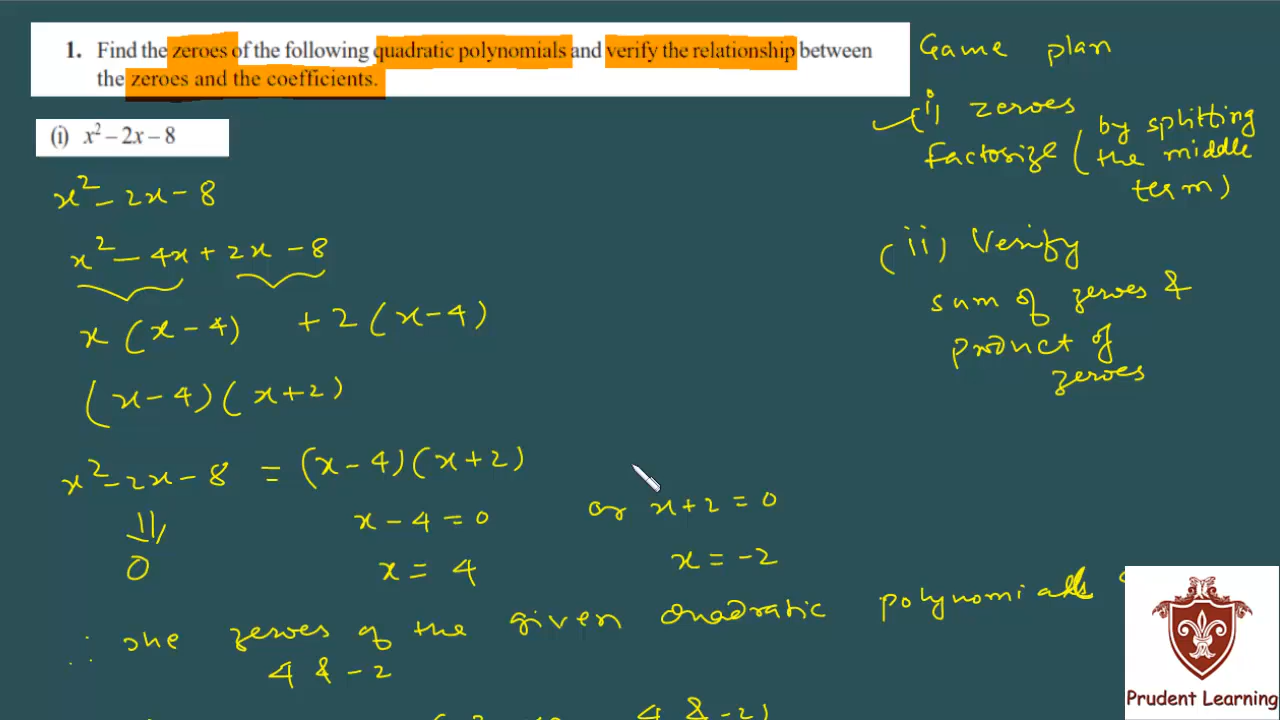 1. Find the zeroes of the following quadratic polynomials and verify the relationship between
the zeroes and the coefficients.
(i) x² – 2x – 8
x² – 2x – 8
x² – 4x + 2x – 8
x (x – 4) + 2 (x – 4)
(x – 4) (x + 2)
x² – 2x – 8 = (x – 4) (x + 2)
0
x – 4 = 0 or x + 2 = 0
x = 4 x = -2
∴ The zeroes of the given quadratic polynomials
4 & -2
4 & -2)
Game plan
(i) zeroes
factorize (by splitting
the middle
term)
(ii) Verify
sum of zeroes &
product of
zeroes
Prudent Learning